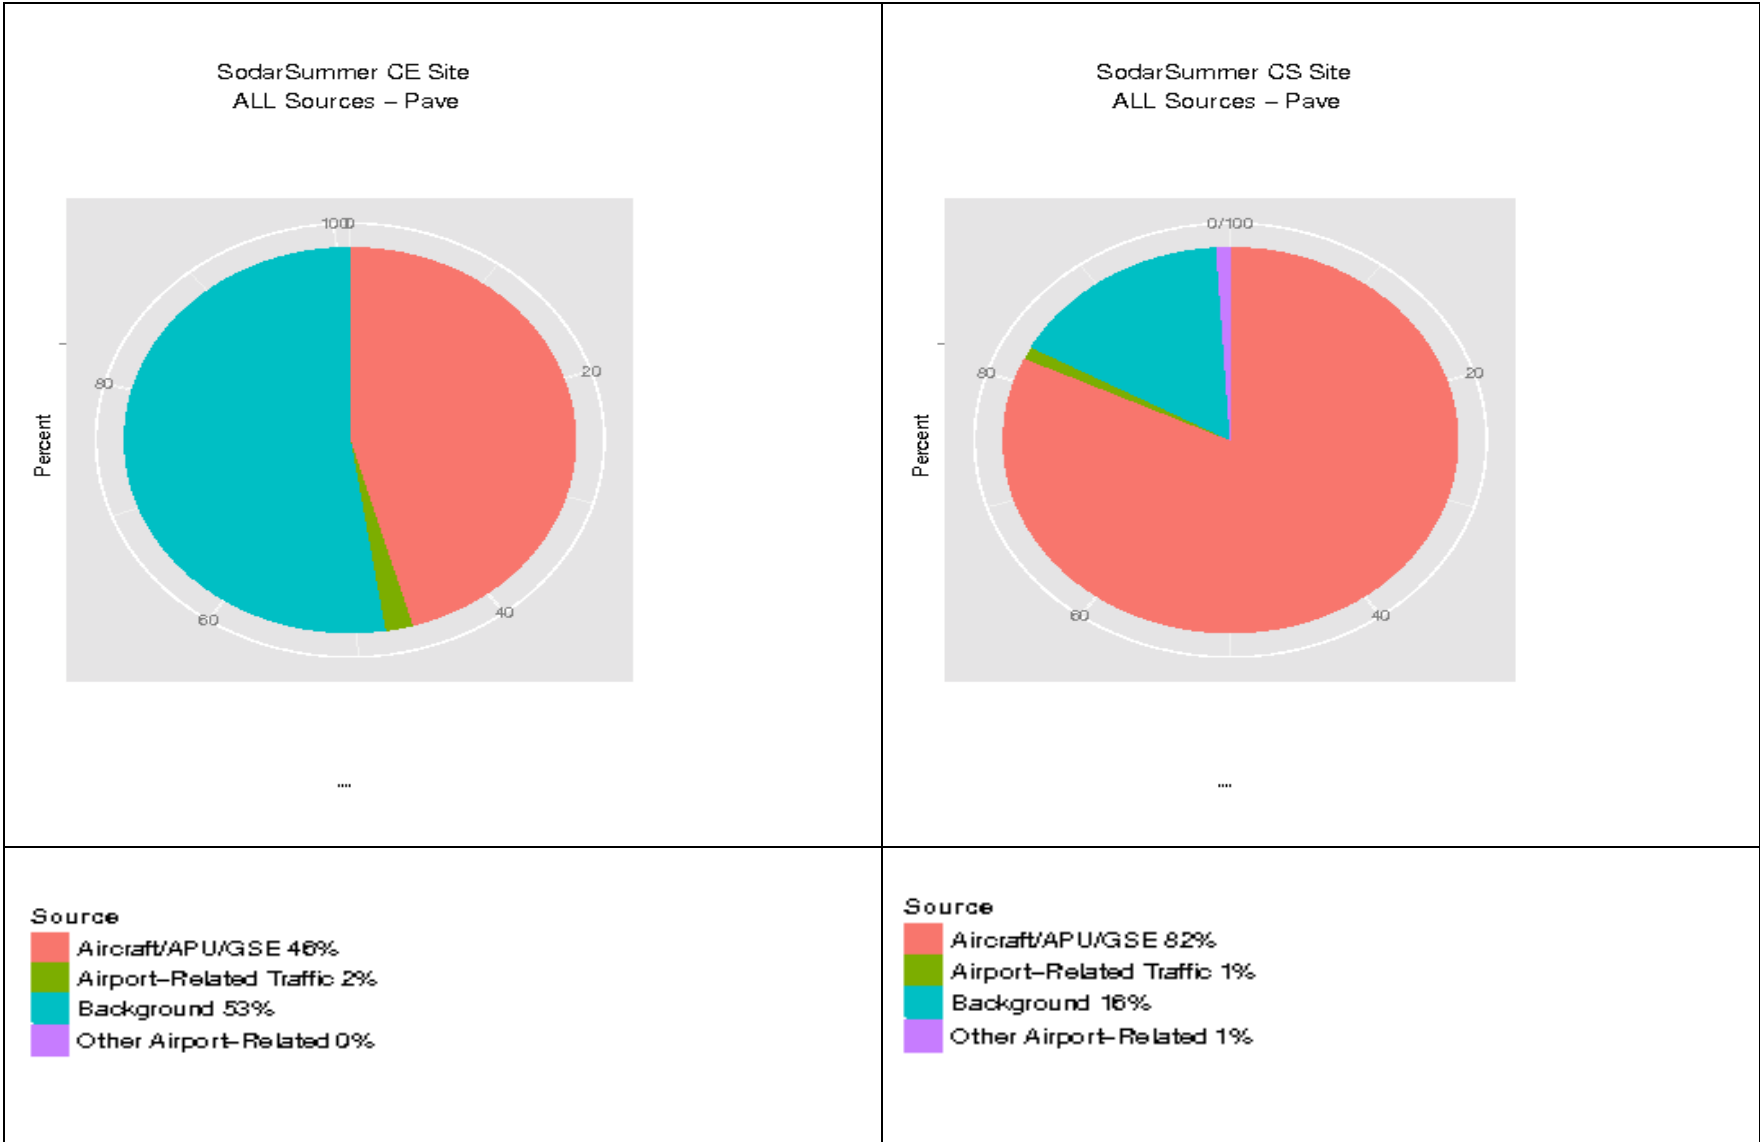 SodarSummer CE Site
ALL Sources – Pave
100 0
20
40
60
80
Percent
....
SodarSummer CS Site
ALL Sources – Pave
0/100
20
40
60
80
Percent
....
Source
Aircraft/APU/GSE 46%
Airport–Related Traffic 2%
Background 53%
Other Airport–Related 0%
Source
Aircraft/APU/GSE 82%
Airport–Related Traffic 1%
Background 16%
Other Airport–Related 1%